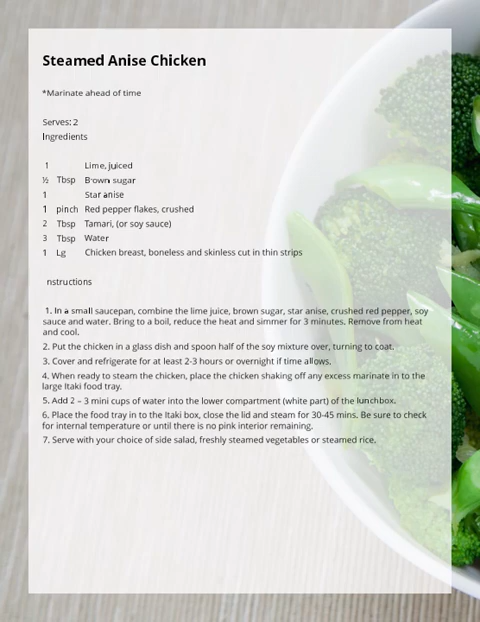 Steamed Anise Chicken
*Marinate ahead of time
Serves: 2
Ingredients
1 Lime, juiced
½ Tbsp Brown sugar
1 Star anise
1 pinch Red pepper flakes, crushed
2 Tbsp Tamari, (or soy sauce)
3 Tbsp Water
1 Lg Chicken breast, boneless and skinless cut in thin strips
nstructions
1. In a small saucepan, combine the lime juice, brown sugar, star anise, crushed red pepper, soy
sauce and water. Bring to a boil, reduce the heat and simmer for 3 minutes. Remove from heat
and cool.
2. Put the chicken in a glass dish and spoon half of the soy mixture over, turning to coat.
3. Cover and refrigerate for at least 2-3 hours or overnight if time allows.
4. When ready to steam the chicken, place the chicken shaking off any excess marinate in to the
large Itaki food tray.
5. Add 2 – 3 mini cups of water into the lower compartment (white part) of the lunchbox.
6. Place the food tray in to the Itaki box, close the lid and steam for 30-45 mins. Be sure to check
for internal temperature or until there is no pink interior remaining.
7. Serve with your choice of side salad, freshly steamed vegetables or steamed rice.